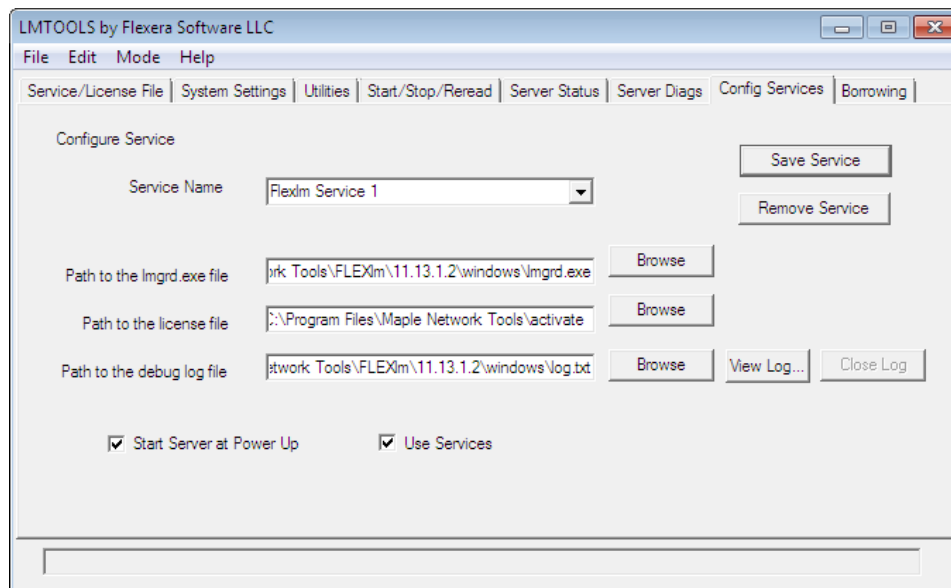 LMTOOLS by Flexera Software LLC
File Edit Mode Help
Service/License File System Settings Utilities Start/Stop/Reread Server Status Server Diags Config Services Borrowing
Configure Service
Save Service
Service Name Flexlm Service 1
Remove Service
Path to the lmgrd.exe file rk Tools\FLEXlm\11.13.1.2\windows\lmgrd.exe Browse
Path to the license file :\Program Files\Maple Network Tools\activate Browse
Path to the debug log file twork Tools\FLEXlm\11.13.1.2\windows\log.txt Browse View Log... Close Log
Start Server at Power Up Use Services